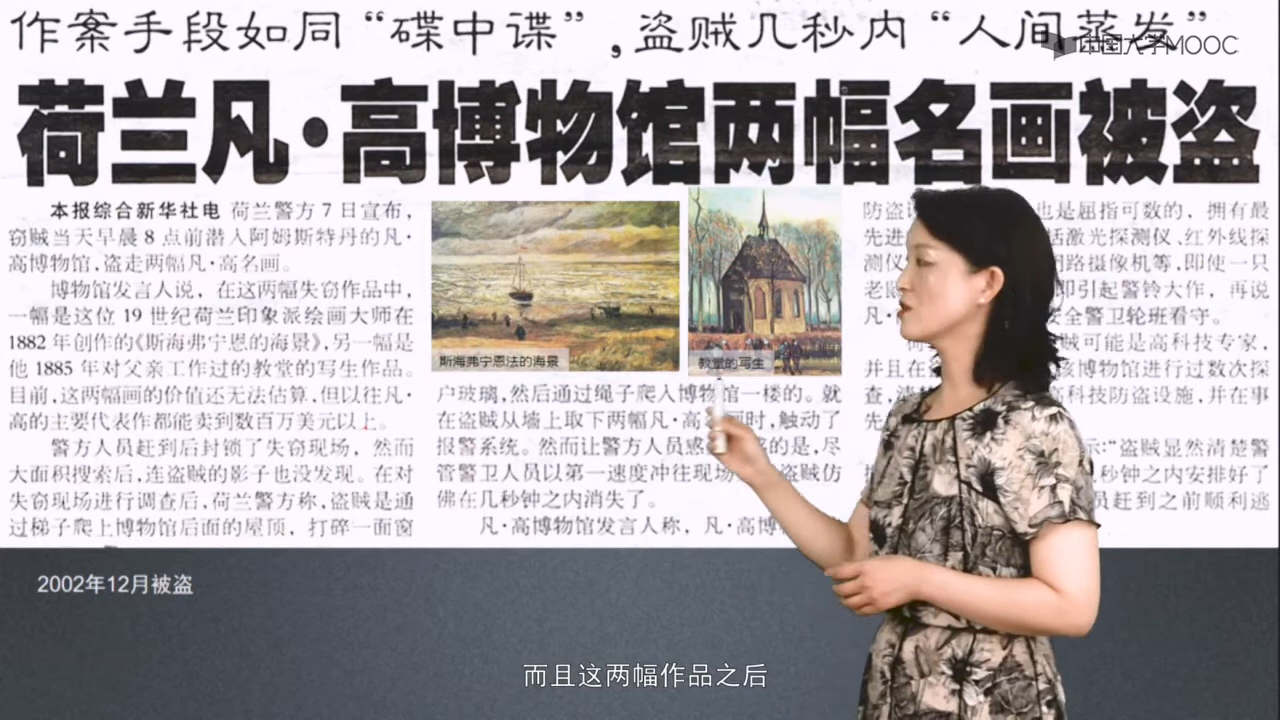 作案手段如同“碟中谍”，盗贼几秒内“人间蒸发”
中国大学MOOC
荷兰凡·高博物馆两幅名画被盗
本报综合新华社电 荷兰警方7日宣布，
窃贼当天早晨8点前潜入阿姆斯特丹的凡·
高博物馆，盗走两幅凡·高名画。
博物馆发言人说，在这两幅失窃作品中，
一幅是这位19世纪荷兰印象派绘画大师在
1882年创作的《斯海弗宁恩的海景》，另一幅是
他1885年对父亲工作过的教堂的写生作品。
目前，这两幅画的价值还无法估算，但以往凡·
高的主要代表作都能卖到数百万美元以上。
警方人员赶到后封锁了失窃现场，然而
大面积搜索后，连盗贼的影子也没发现。在对
失窃现场进行调查后，荷兰警方称，盗贼是通
过梯子爬上博物馆后面的屋顶，打碎一面窗
斯海弗宁恩法的海景
教堂的写生
户玻璃，然后通过绳子爬入博物馆一楼的。就
在盗贼从墙上取下两幅凡·高 画时，触动了
报警系统。然而让警方人员 的是，尽
管警卫人员以第一速度冲往现场 盗贼仿
佛在几秒钟之内消失了。
凡·高博物馆发言人称，凡·高博
防盗 也是屈指可数的，拥有最
先进 激光探测仪、红外线探
测仪 路摄像机等，即使一只
老 即引起警铃大作，再说
凡· 安全警卫轮班看守。
贼可能是高科技专家，
并且在 博物馆进行过数次探
查， 科技防盗设施，并在事
先
示：“盗贼显然清楚警
秒钟之内安排好了
员赶到之前顺利逃
2002年12月被盗
而且这两幅作品之后